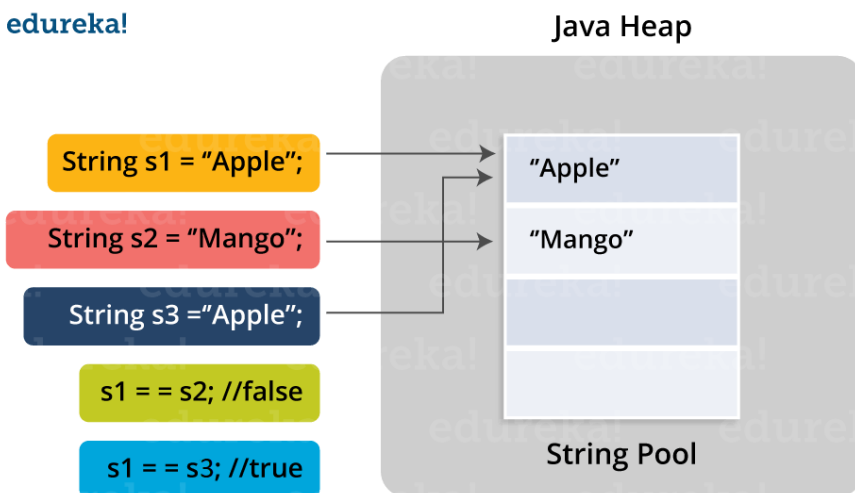 edureka!
Java Heap
String s1 = “Apple”;
String s2 = “Mango”;
String s3 =“Apple”;
s1 = = s2; //false
s1 = = s3; //true
“Apple”
“Mango”
String Pool